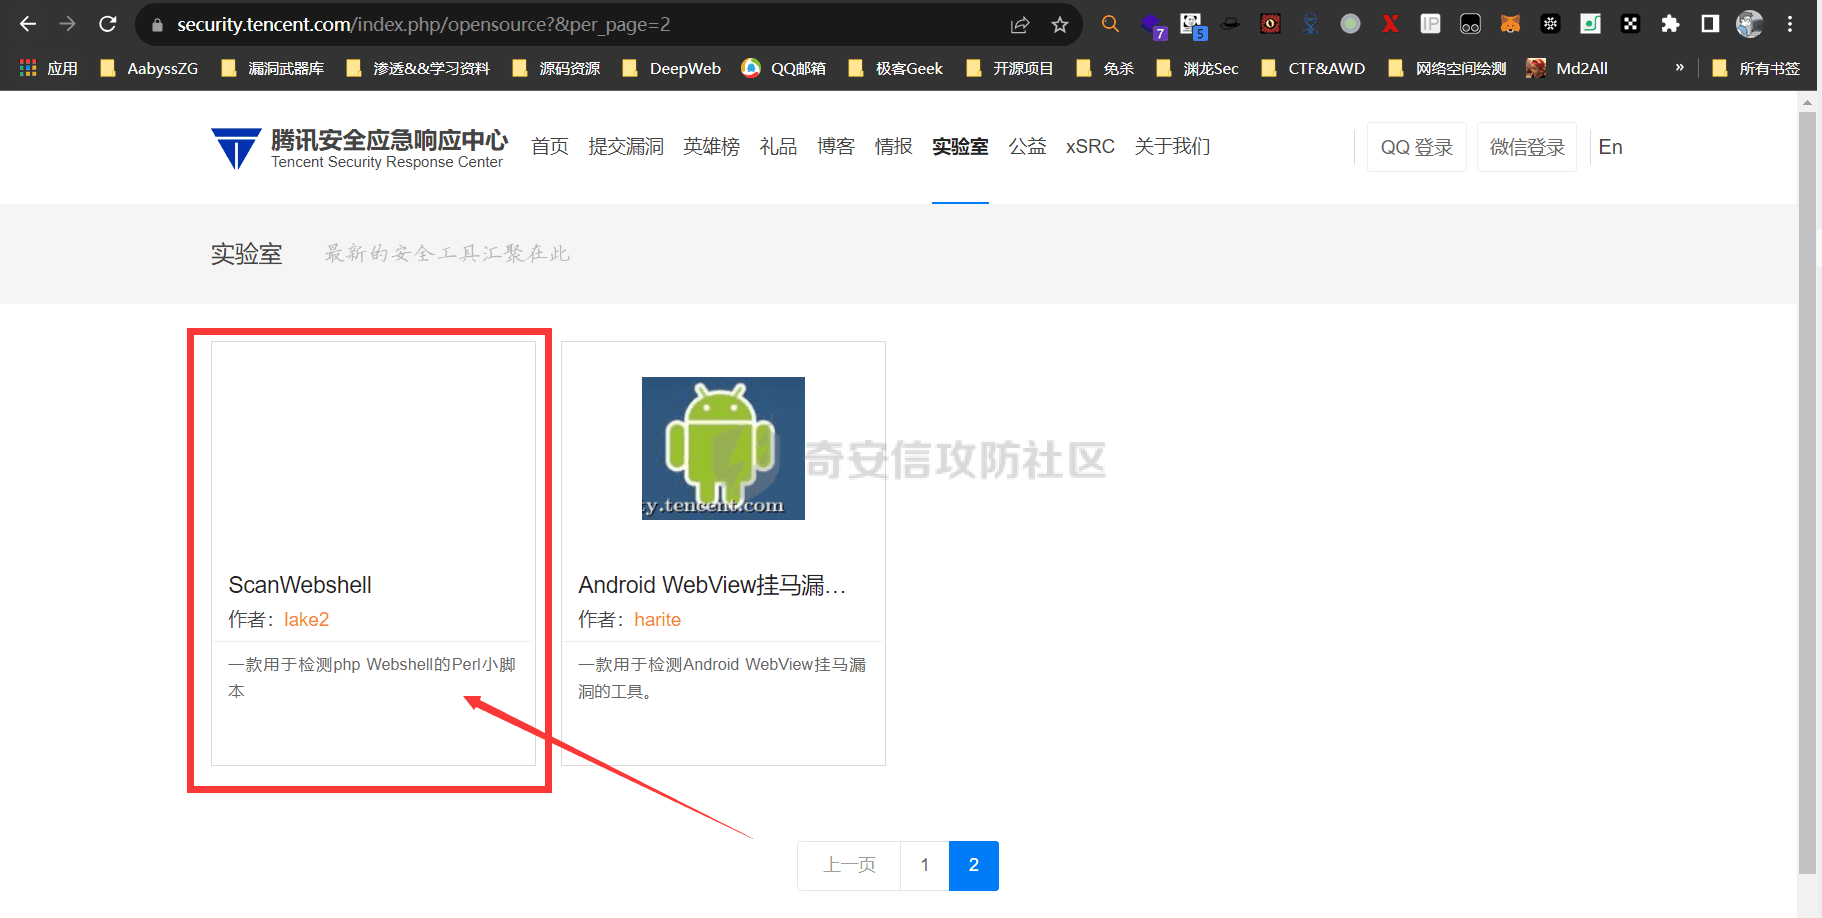 security.tencent.com/index.php/opensource?&per_page=2
7
5
IP
应用 AabyssZG 漏洞武器库 渗透&&学习资料 源码资源 DeepWeb QQ邮箱 极客Geek 开源项目 免杀 渊龙Sec CTF&AWD 网络空间绘测 Md2All » 所有书签
腾讯安全应急响应中心
Tencent Security Response Center
首页 提交漏洞 英雄榜 礼品 博客 情报 实验室 公益 xSRC 关于我们
QQ 登录 微信登录 En
实验室 最新的安全工具汇聚在此
ty.tencent.com
奇安信攻防社区
ScanWebshell
作者：lake2
一款用于检测php Webshell的Perl小脚
本
Android WebView挂马漏…
作者：harite
一款用于检测Android WebView挂马漏
洞的工具。
上一页 1 2